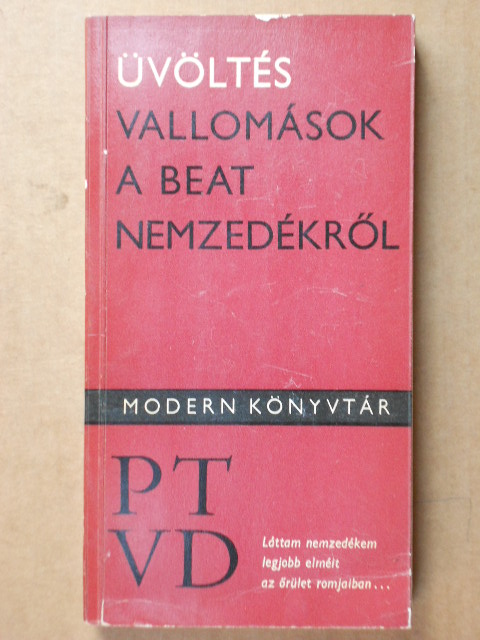 ÜVÖLTÉS
VALLOMÁSOK
A BEAT
NEMZEDÉKRŐL
MODERN KÖNYVTÁR
PT
VD
Láttam nemzedékem
legjobb elméit
az őrület romjaiban...